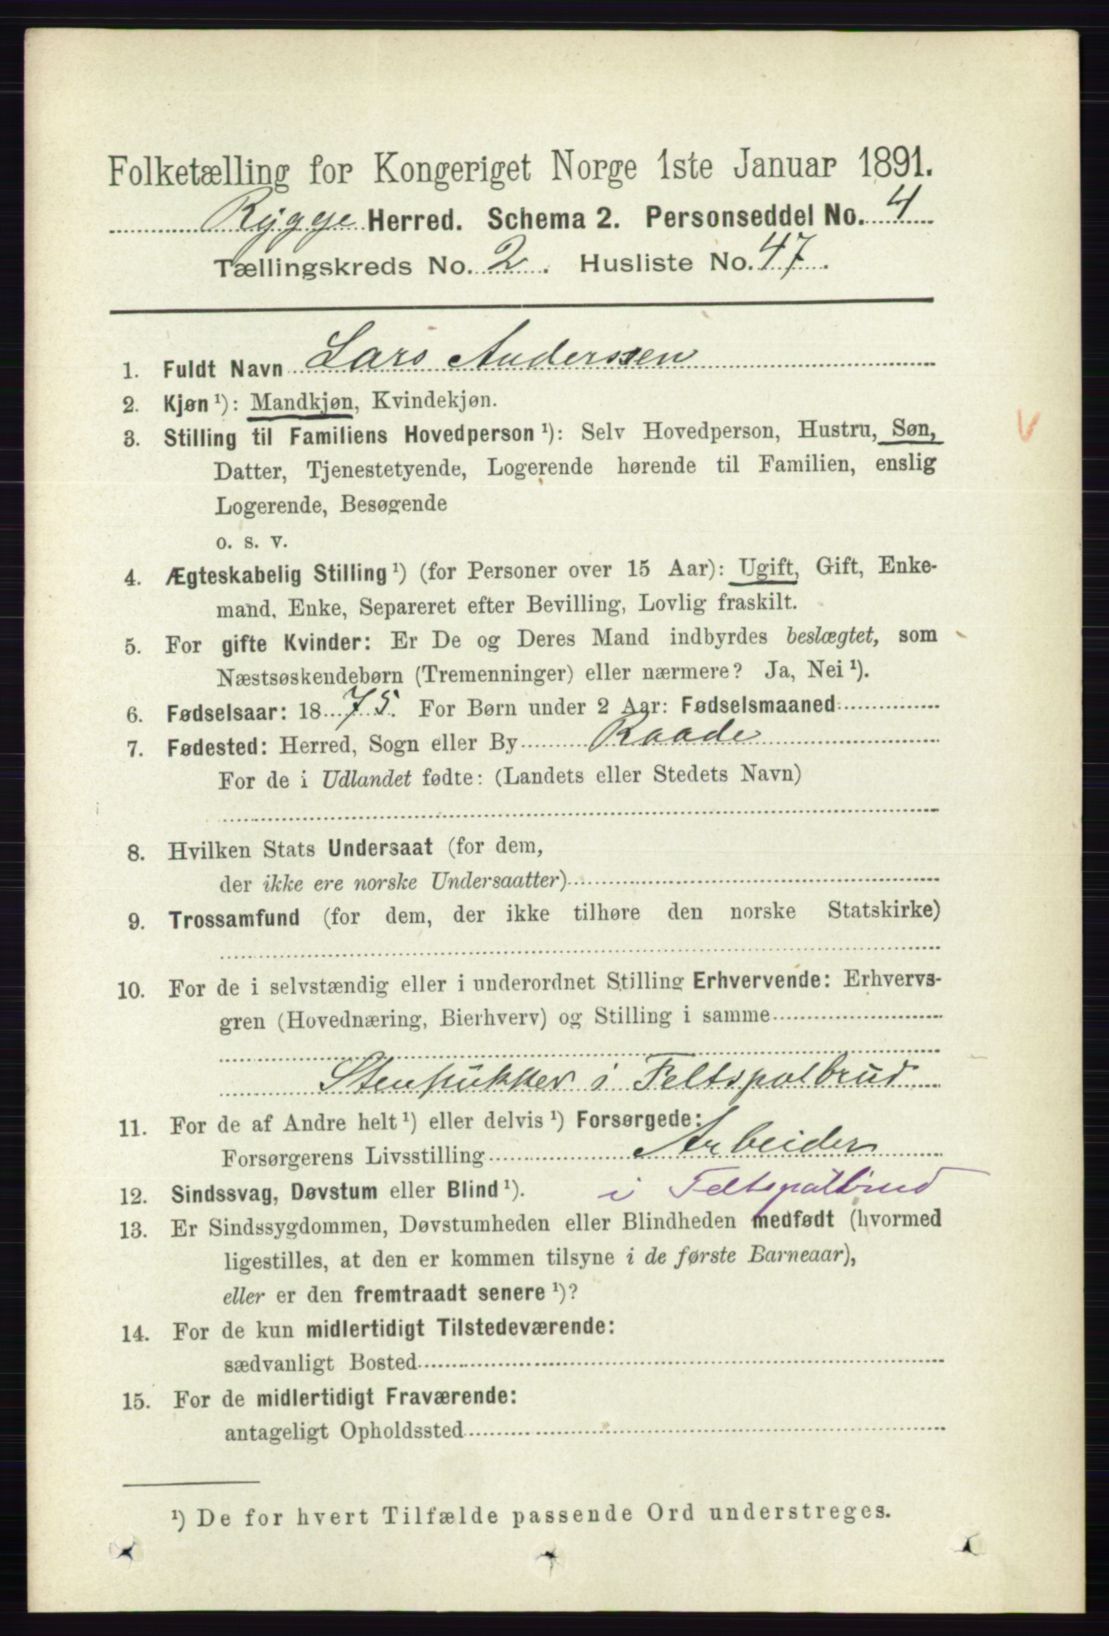 Folketælling for Kongeriget Norge 1ste Januar 1891.
Rygge Herred. Schema 2. Personseddel No. 4
Tællingskreds No. 2. Husliste No. 47.
1. Fuldt Navn Lars Anderssen
2. Kjøn ¹): Mandkjøn, Kvindekjøn.
3. Stilling til Familiens Hovedperson ¹): Selv Hovedperson, Hustru, Søn,
Datter, Tjenestetyende, Logerende hørende til Familien, enslig
Logerende, Besøgende
o. s. v.
4. Ægteskabelig Stilling ¹) (for Personer over 15 Aar): Ugift, Gift, Enke-
mand, Enke, Separeret efter Bevilling, Lovlig fraskilt.
5. For gifte Kvinder: Er De og Deres Mand indbyrdes beslægtet, som
Næstsøskendebørn (Tremenninger) eller nærmere? Ja, Nei ¹).
6. Fødselsaar: 1875. For Børn under 2 Aar: Fødselsmaaned
7. Fødested: Herred, Sogn eller By Raade
For de i Udlandet fødte: (Landets eller Stedets Navn)
8. Hvilken Stats Undersaat (for dem,
der ikke ere norske Undersaatter)
9. Trossamfund (for dem, der ikke tilhøre den norske Statskirke)
10. For de i selvstændig eller i underordnet Stilling Erhvervende: Erhvervs-
gren (Hovednæring, Bierhverv) og Stilling i samme
Stenpukker i Feltspatbrud
11. For de af Andre helt ¹) eller delvis ¹) Forsørgede:
Forsørgerens Livsstilling Arbeider
12. Sindssvag, Døvstum eller Blind ¹). i Feltspatbrud
13. Er Sindssygdommen, Døvstumheden eller Blindheden medfødt (hvormed
ligestilles, at den er kommen tilsyne i de første Barneaar),
eller er den fremtraadt senere ¹)?
14. For de kun midlertidigt Tilstedeværende:
sædvanligt Bosted
15. For de midlertidigt Fraværende:
antageligt Opholdssted
¹) De for hvert Tilfælde passende Ord understreges.